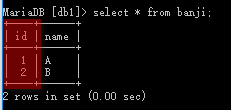 MariaDB [db1]> select * from banji;
+----+------+
| id | name |
+----+------+
|  1 | A    |
|  2 | B    |
+----+------+
2 rows in set (0.00 sec)